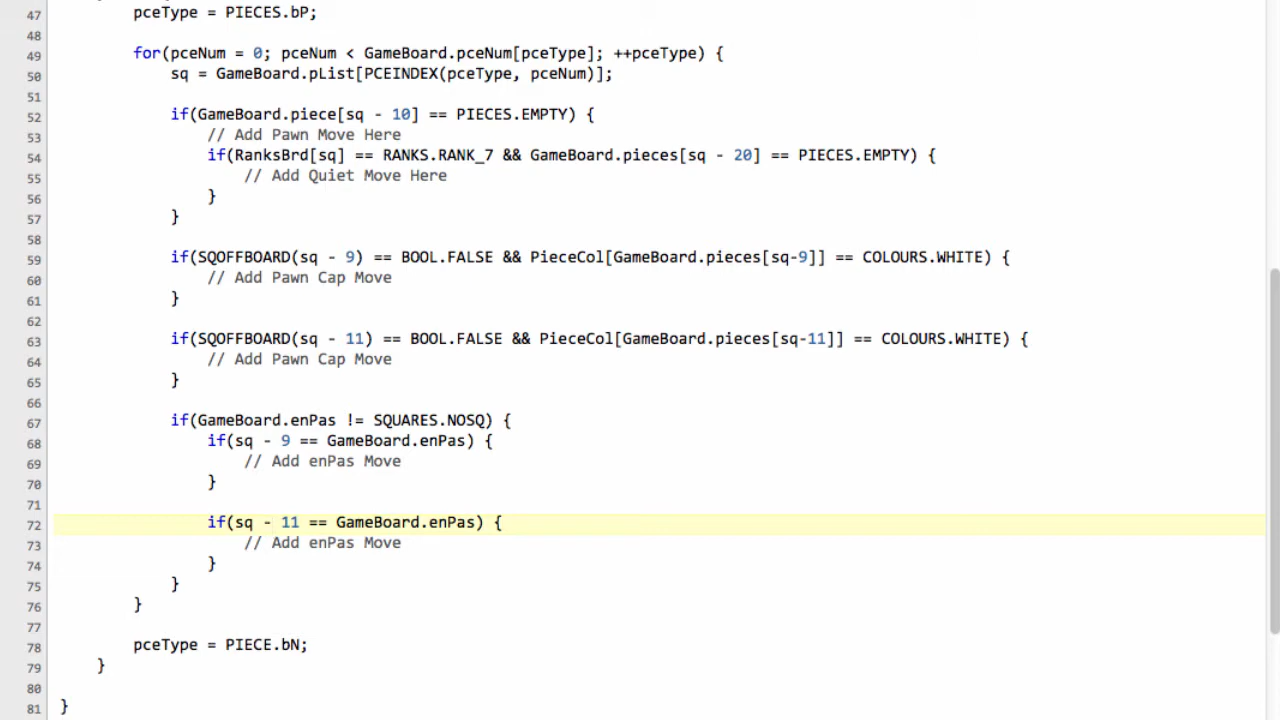 47 pceType = PIECES.bP;
48
49 for(pceNum = 0; pceNum < GameBoard.pceNum[pceType]; ++pceType) {
50 sq = GameBoard.pList[PCEINDEX(pceType, pceNum)];
51
52 if(GameBoard.piece[sq - 10] == PIECES.EMPTY) {
53 // Add Pawn Move Here
54 if(RanksBrd[sq] == RANKS.RANK_7 && GameBoard.pieces[sq - 20] == PIECES.EMPTY) {
55 // Add Quiet Move Here
56 }
57 }
58
59 if(SQOFFBOARD(sq - 9) == BOOL.FALSE && PieceCol[GameBoard.pieces[sq-9]] == COLOURS.WHITE) {
60 // Add Pawn Cap Move
61 }
62
63 if(SQOFFBOARD(sq - 11) == BOOL.FALSE && PieceCol[GameBoard.pieces[sq-11]] == COLOURS.WHITE) {
64 // Add Pawn Cap Move
65 }
66
67 if(GameBoard.enPas != SQUARES.NOSQ) {
68 if(sq - 9 == GameBoard.enPas) {
69 // Add enPas Move
70 }
71
72 if(sq - 11 == GameBoard.enPas) {
73 // Add enPas Move
74 }
75 }
76 }
77
78 pceType = PIECE.bN;
79 }
80
81 }